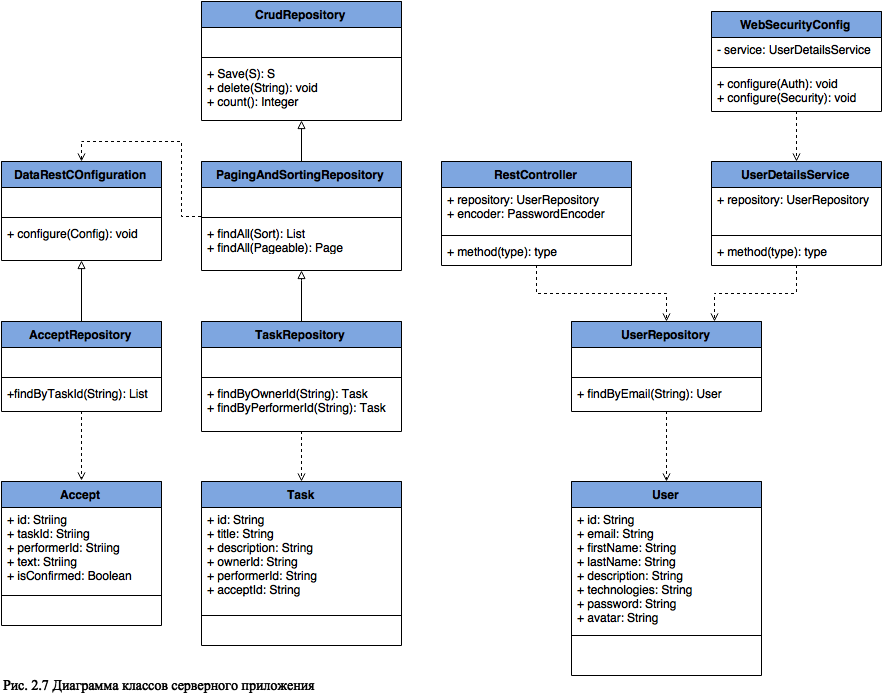 CrudRepository
+ Save(S): S
+ delete(String): void
+ count(): Integer
WebSecurityConfig
- service: UserDetailsService
+ configure(Auth): void
+ configure(Security): void
DataRestCOnfiguration
+ configure(Config): void
PagingAndSortingRepository
+ findAll(Sort): List
+ findAll(Pageable): Page
RestController
+ repository: UserRepository
+ encoder: PasswordEncoder
+ method(type): type
UserDetailsService
+ repository: UserRepository
+ method(type): type
AcceptRepository
+findByTaskId(String): List
TaskRepository
+ findByOwnerId(String): Task
+ findByPerformerId(String): Task
UserRepository
+ findByEmail(String): User
Accept
+ id: Striing
+ taskId: Striing
+ performerId: Striing
+ text: Striing
+ isConfirmed: Boolean
Task
+ id: String
+ title: String
+ description: String
+ ownerId: String
+ performerId: String
+ acceptId: String
User
+ id: String
+ email: String
+ firstName: String
+ lastName: String
+ description: String
+ technologies: String
+ password: String
+ avatar: String
Рис. 2.7 Диаграмма классов серверного приложения